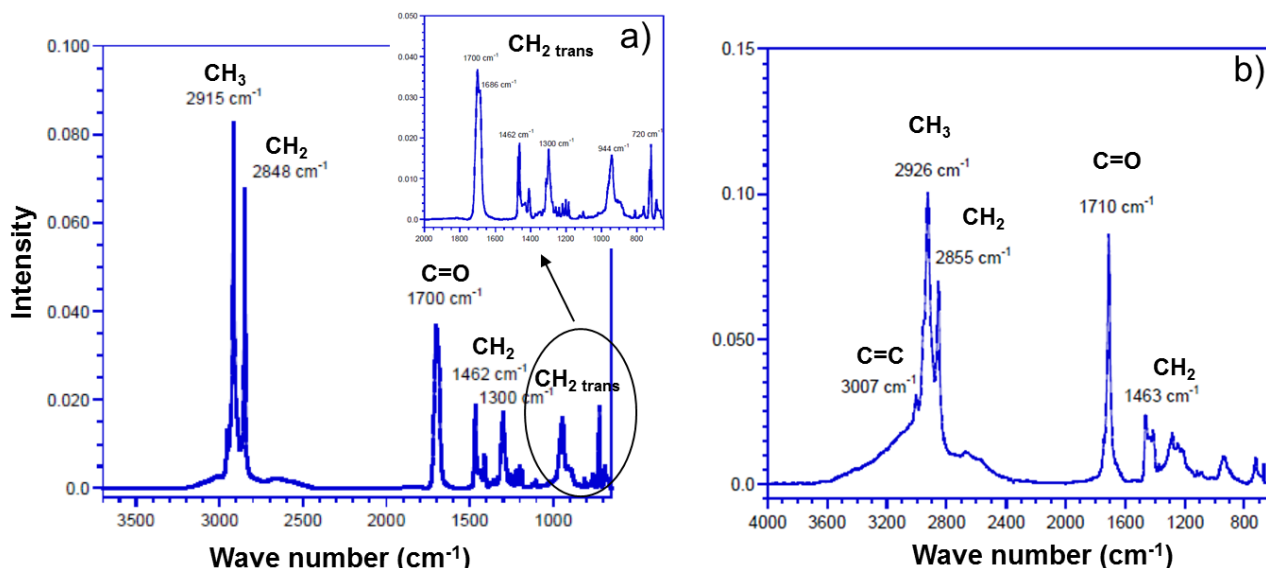 a)
CH₂ trans
0.050
0.040
0.030
0.020
0.010
0.0
1700 cm⁻¹
1686 cm⁻¹
1462 cm⁻¹
1300 cm⁻¹
944 cm⁻¹
720 cm⁻¹
2000 1800 1600 1400 1200 1000 800
0.100
0.080
0.060
0.040
0.020
0.0
Intensity
CH₃
2915 cm⁻¹
CH₂
2848 cm⁻¹
C=O
1700 cm⁻¹
CH₂
1462 cm⁻¹
1300 cm⁻¹
CH₂ trans
3500 3000 2500 2000 1500 1000
Wave number (cm⁻¹)
b)
0.15
0.10
0.050
0.0
CH₃
2926 cm⁻¹
CH₂
2855 cm⁻¹
C=O
1710 cm⁻¹
C=C
3007 cm⁻¹
CH₂
1463 cm⁻¹
4000 3600 3200 2800 2400 2000 1600 1200 800
Wave number (cm⁻¹)